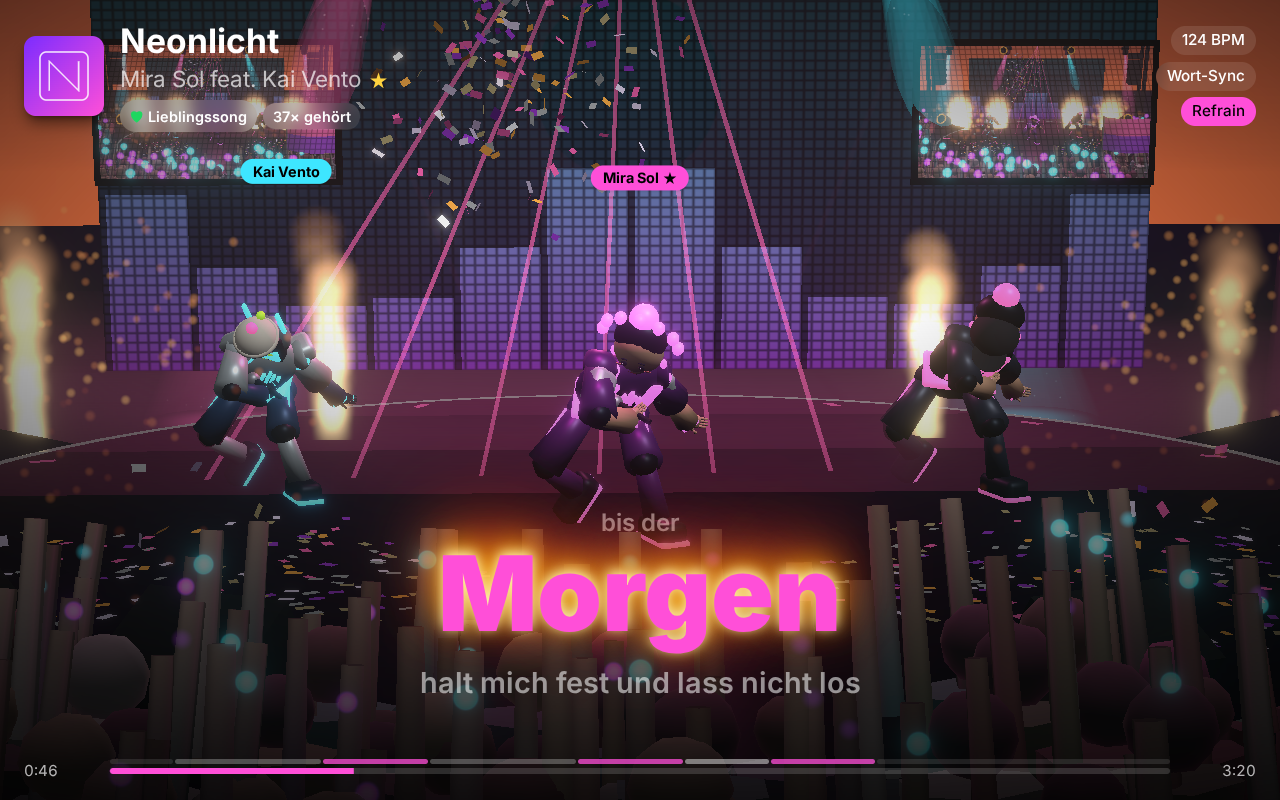 N
Neonlicht
Mira Sol feat. Kai Vento ★
Lieblingssong
37× gehört
124 BPM
Wort-Sync
Refrain
Kai Vento
Mira Sol ★
bis der
Morgen
halt mich fest und lass nicht los
0:46
3:20